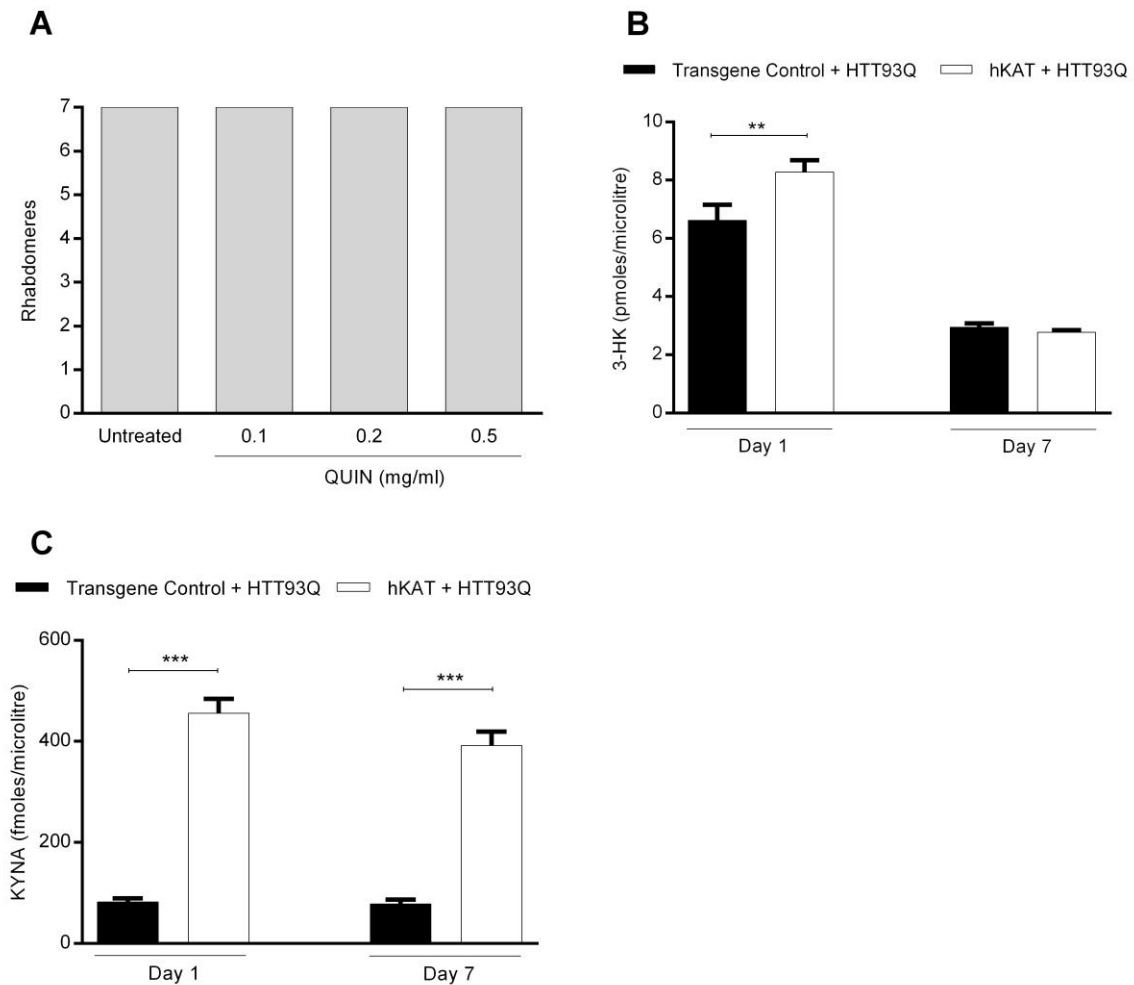 A
Rhabdomeres
7
6
5
4
3
2
1
0
Untreated 0.1 0.2 0.5
QUIN (mg/ml)
B
Transgene Control + HTT93Q hKAT + HTT93Q
3-HK (pmoles/microlitre)
10
8
6
4
2
0
**
Day 1 Day 7
C
Transgene Control + HTT93Q hKAT + HTT93Q
KYNA (fmoles/microlitre)
600
400
200
0
*** ***
Day 1 Day 7